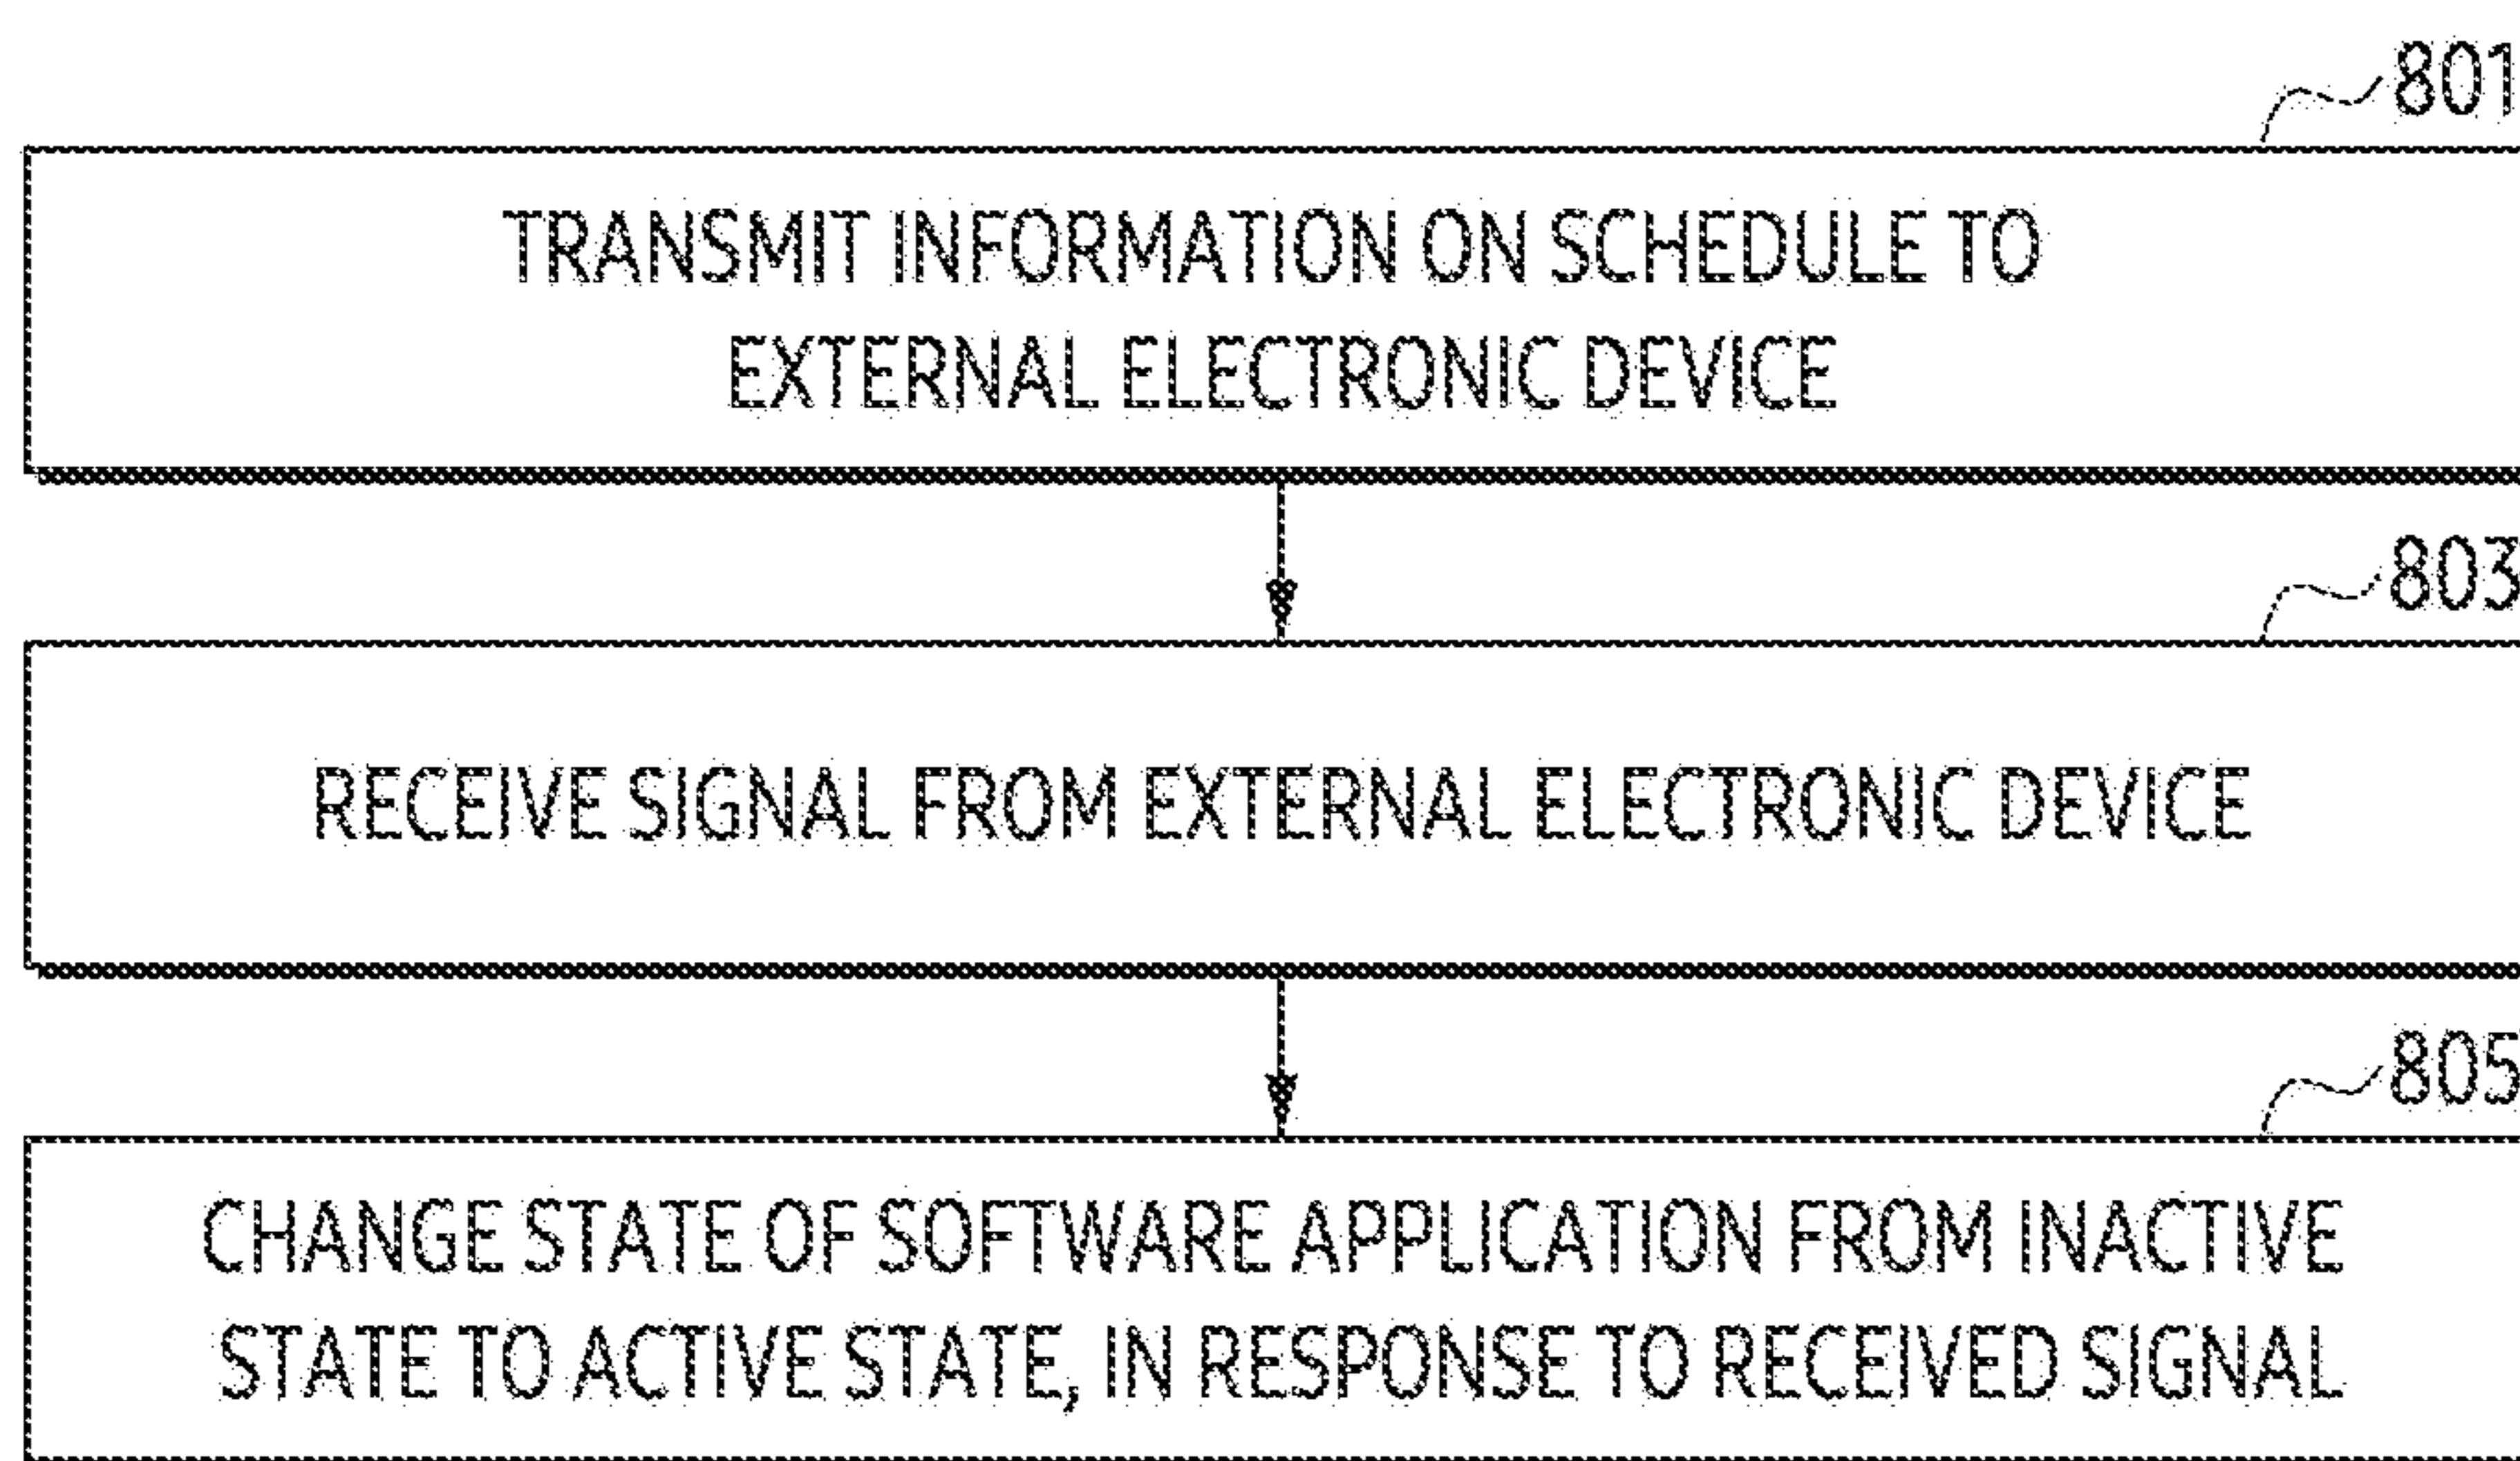 801
TRANSMIT INFORMATION ON SCHEDULE TO
EXTERNAL ELECTRONIC DEVICE
803
RECEIVE SIGNAL FROM EXTERNAL ELECTRONIC DEVICE
805
CHANGE STATE OF SOFTWARE APPLICATION FROM INACTIVE
STATE TO ACTIVE STATE, IN RESPONSE TO RECEIVED SIGNAL